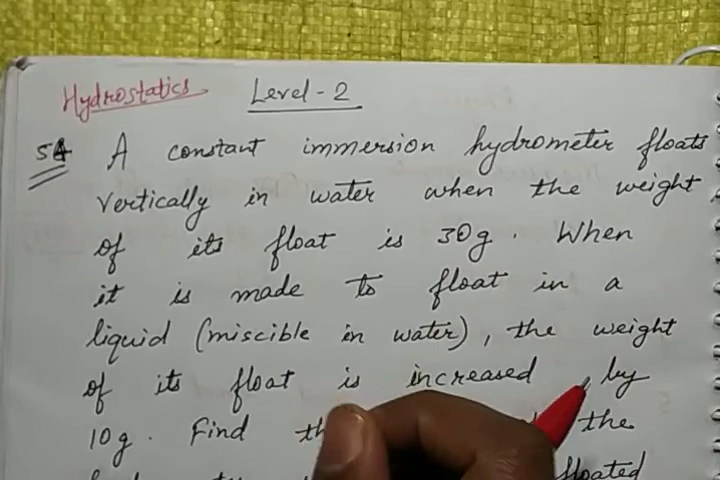 Hydrostatics Level-2
54 A constant immersion hydrometer floats
vertically in water when the weight
of its float is 30g. When
it is made to float in a
liquid (miscible in water), the weight
of its float is increased by
10g. Find the
floated